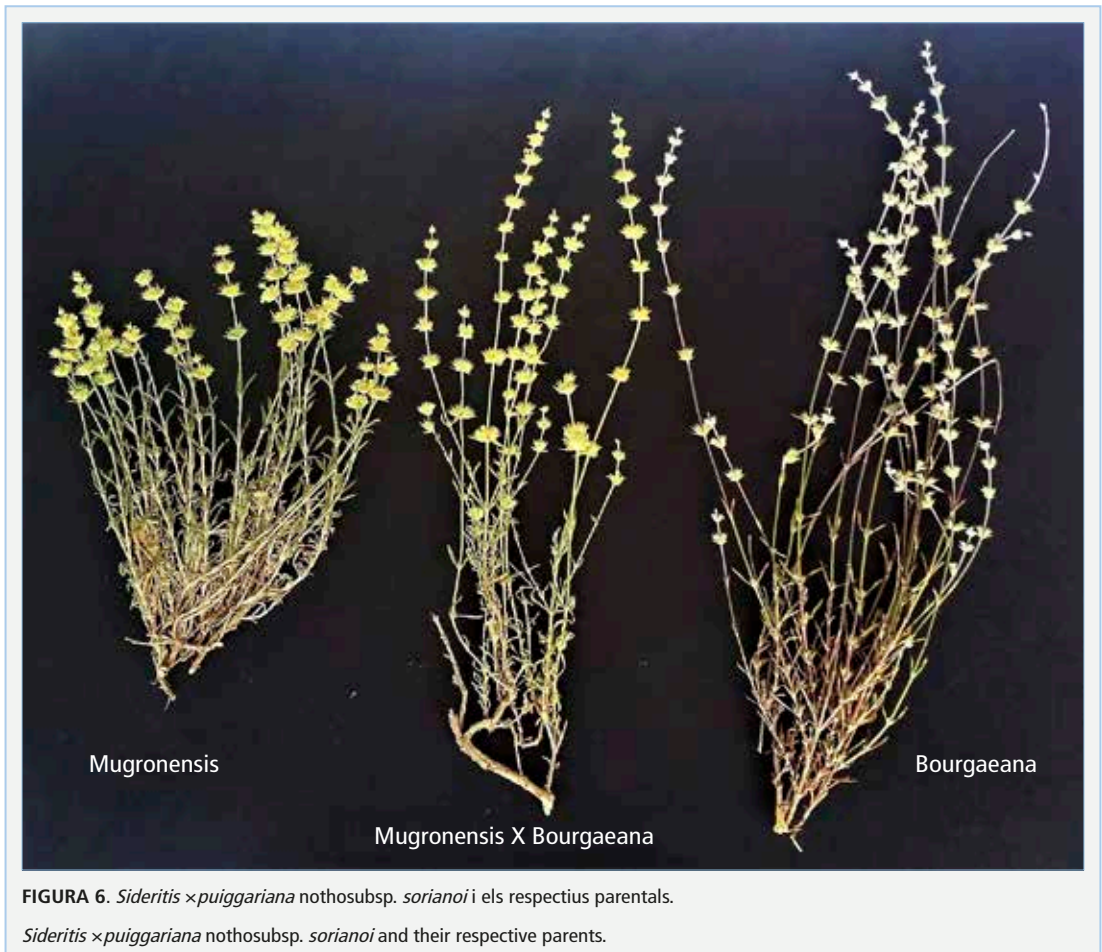 Mugronensis
Bourgaeana
Mugronensis X Bourgaeana
FIGURA 6. Sideritis ×puiggariana nothosubsp. sorianoi i els respectius parentals.
Sideritis ×puiggariana nothosubsp. sorianoi and their respective parents.